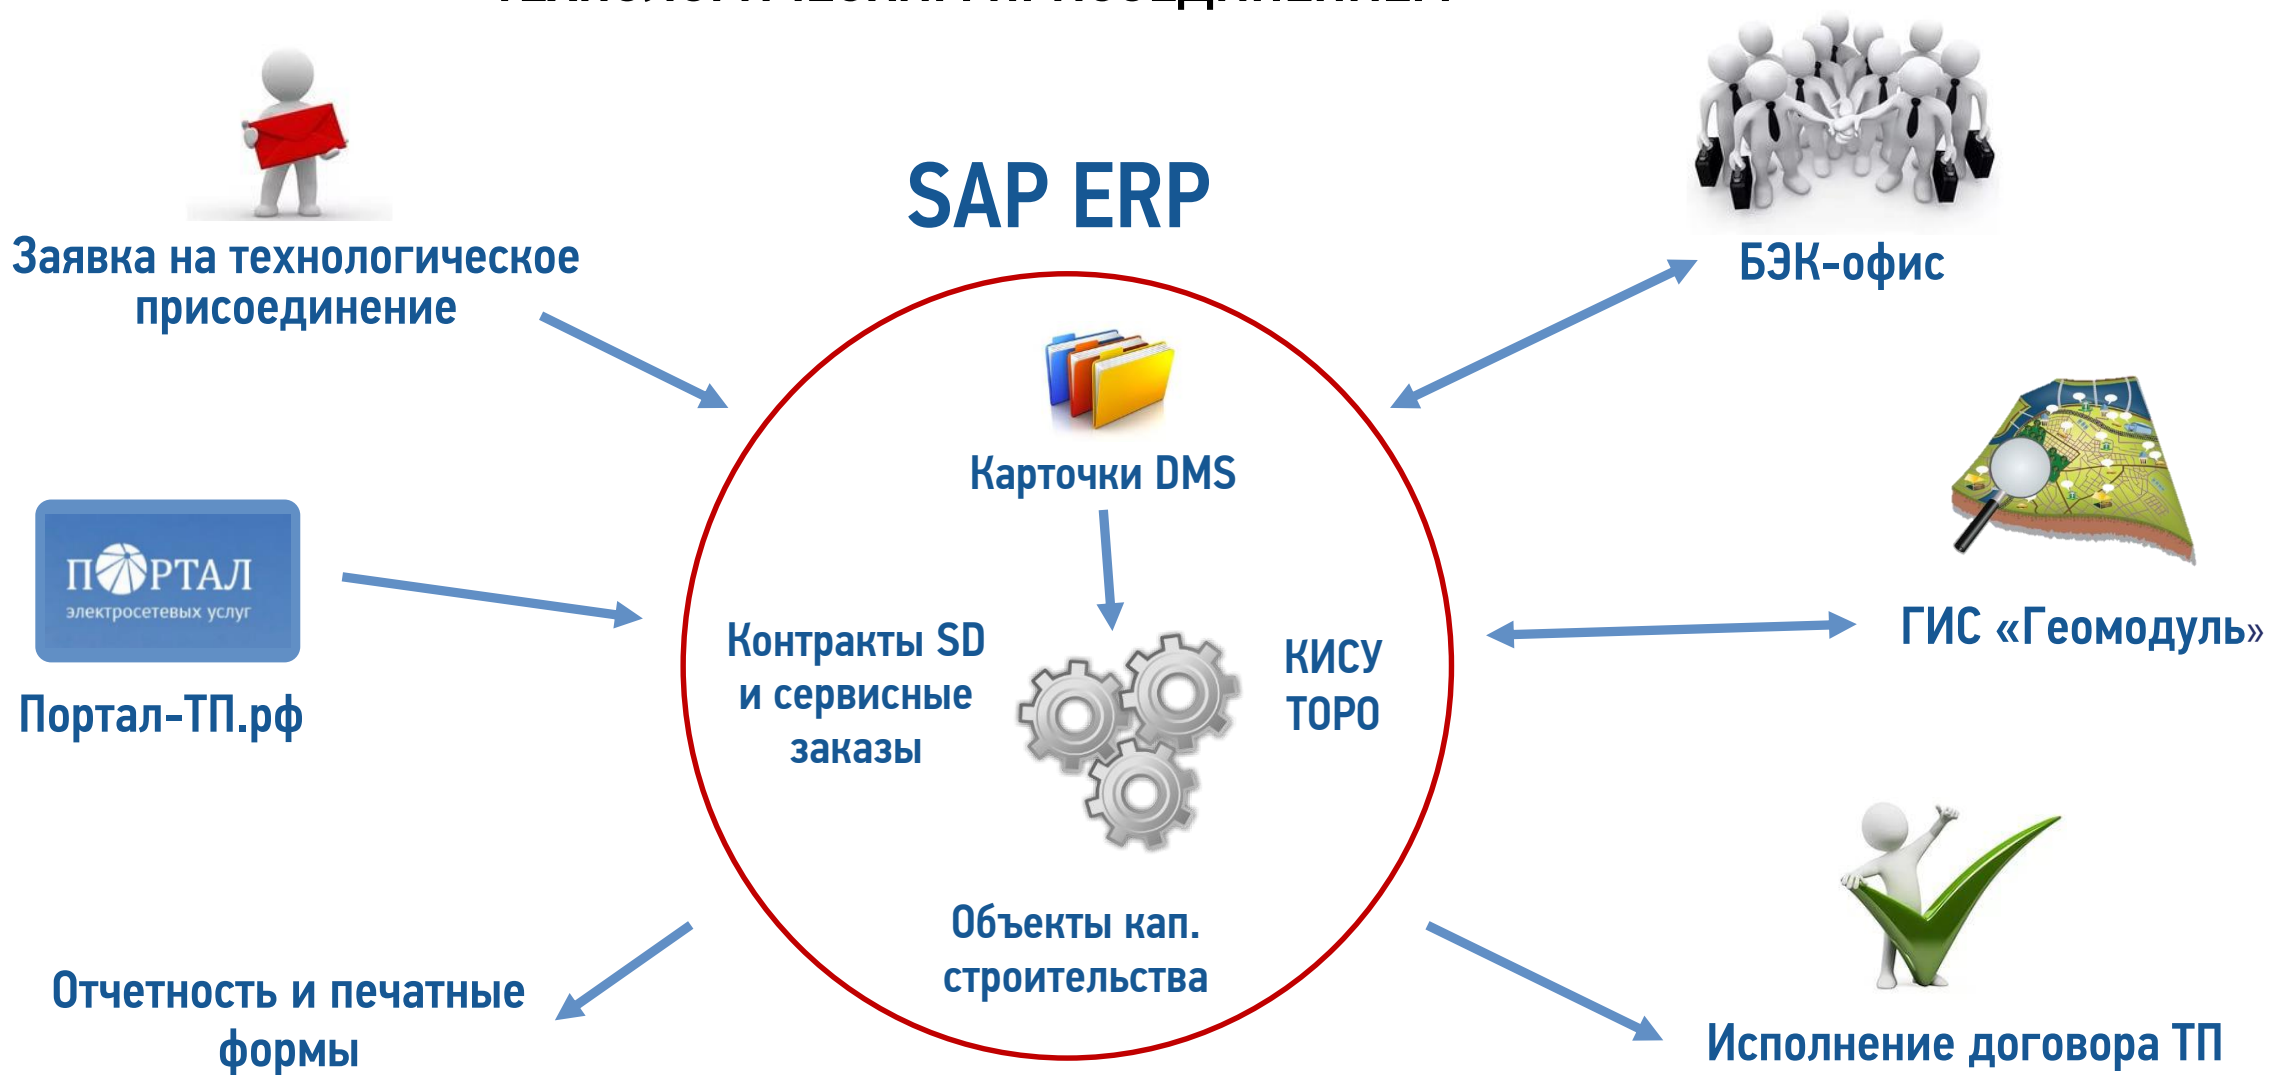 SAP ERP
Заявка на технологическое
присоединение
БЭК-офис
Карточки DMS
ПОРТАЛ
электросетевых услуг
Портал-ТП.рф
Контракты SD
и сервисные
заказы
КИСУ
ТОРО
ГИС «Геомодуль»
Объекты кап.
строительства
Отчетность и печатные
формы
Исполнение договора ТП